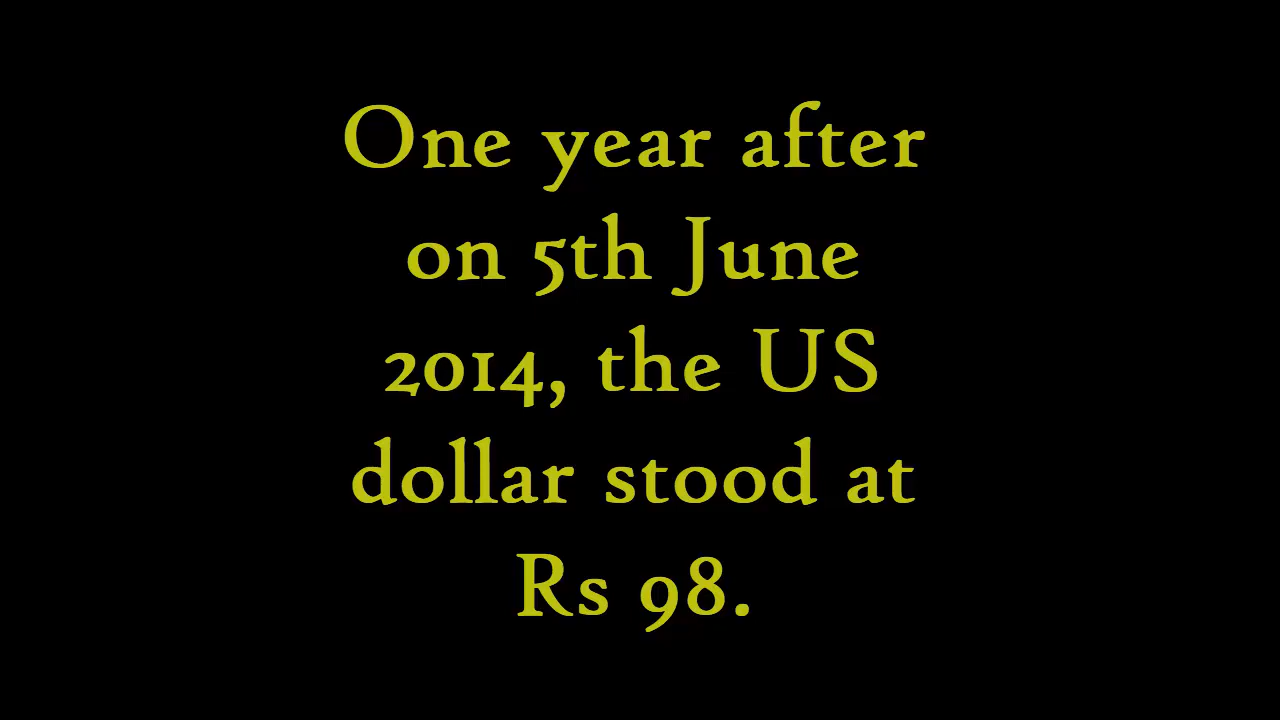 One year after
on 5th June
2014, the US
dollar stood at
Rs 98.